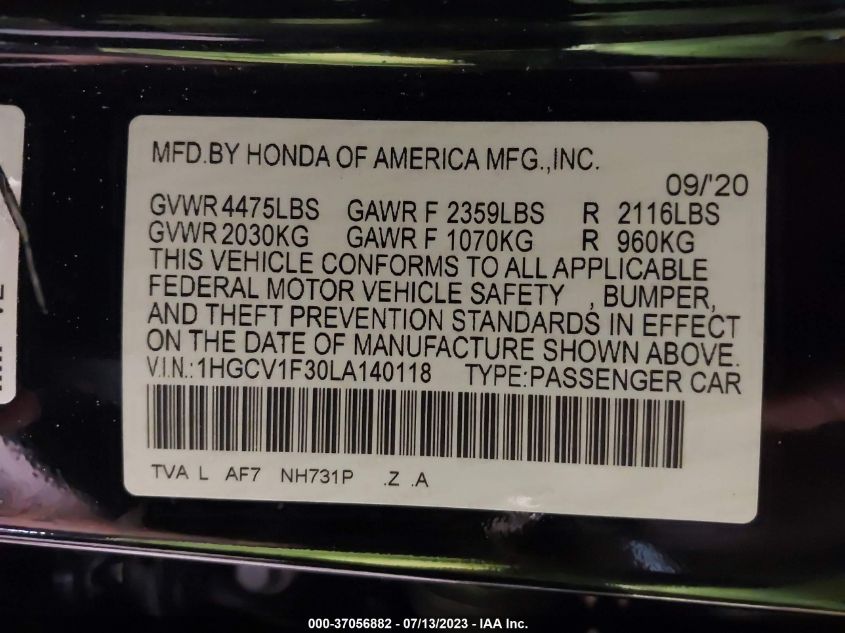 MFD.BY HONDA OF AMERICA MFG.,INC.
09/'20
GVWR 4475LBS GAWR F 2359LBS R 2116LBS
GVWR 2030KG GAWR F 1070KG R 960KG
THIS VEHICLE CONFORMS TO ALL APPLICABLE
FEDERAL MOTOR VEHICLE SAFETY , BUMPER,
AND THEFT PREVENTION STANDARDS IN EFFECT
ON THE DATE OF MANUFACTURE SHOWN ABOVE.
V.I.N.:1HGCV1F30LA140118 TYPE:PASSENGER CAR
TVA L AF7 NH731P .Z .A
000-37056882 - 07/13/2023 - IAA Inc.